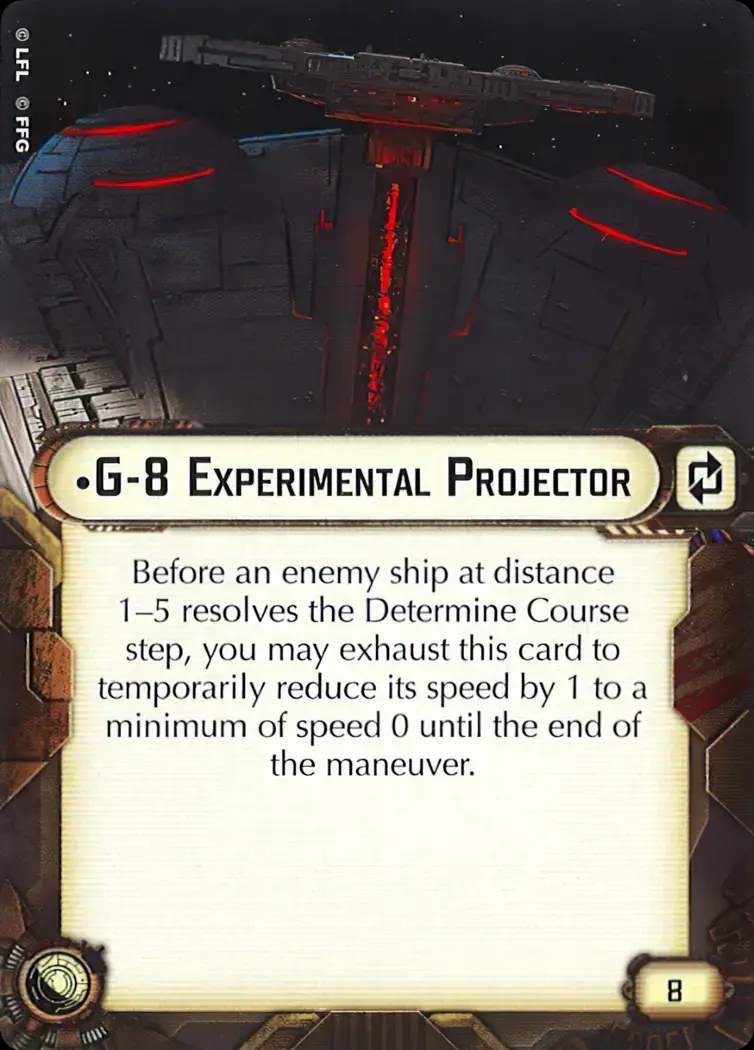 © LFL © FFG
•G-8 Experimental Projector
Before an enemy ship at distance
1–5 resolves the Determine Course
step, you may exhaust this card to
temporarily reduce its speed by 1 to a
minimum of speed 0 until the end of
the maneuver.
8